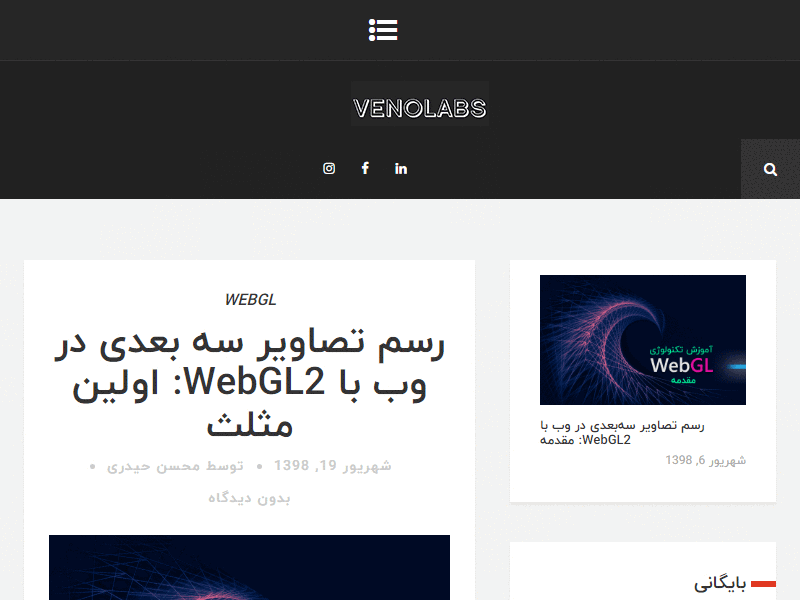 VENOLABS
WEBGL
رسم تصاویر سه بعدی در
وب با WebGL2: اولین
مثلث
شهریور 19, 1398 • توسط محسن حیدری •
بدون دیدگاه
آموزش تکنولوژی
WebGL
مقدمه
رسم تصاویر سه‌بعدی در وب با
WebGL2: مقدمه
شهریور 6, 1398
بایگانی